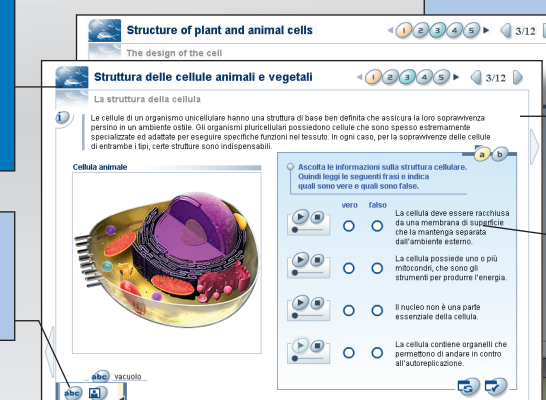 Structure of plant and animal cells
1 2 3 4 5
3/12
The design of the cell
Struttura delle cellule animali e vegetali
1 2 3 4 5
3/12
La struttura della cellula
i
Le cellule di un organismo unicellulare hanno una struttura di base ben definita che assicura la loro sopravvivenza
persino in un ambiente ostile. Gli organismi pluricellulari possiedono cellule che sono spesso estremamente
specializzate ed adattate per eseguire specifiche funzioni nel tessuto. In ogni caso, per la sopravvivenze delle cellule
di entrambe i tipi, certe strutture sono indispensabili.
a b
Cellula animale
Ascolta le informazioni sulla struttura cellulare.
Quindi leggi le seguenti frasi e indica
quali sono vere e quali sono false.
vero falso
La cellula deve essere racchiusa
da una membrana di superficie
che la mantenga separata
dall'ambiente esterno.
La cellula possiede uno o più
mitocondri, che sono gli
strumenti per produrre l'energia.
Il nucleo non è una parte
essenziale della cellula.
La cellula contiene organelli che
permettono di andare in contro
all'autoreplicazione.
abc vacuolo
abc